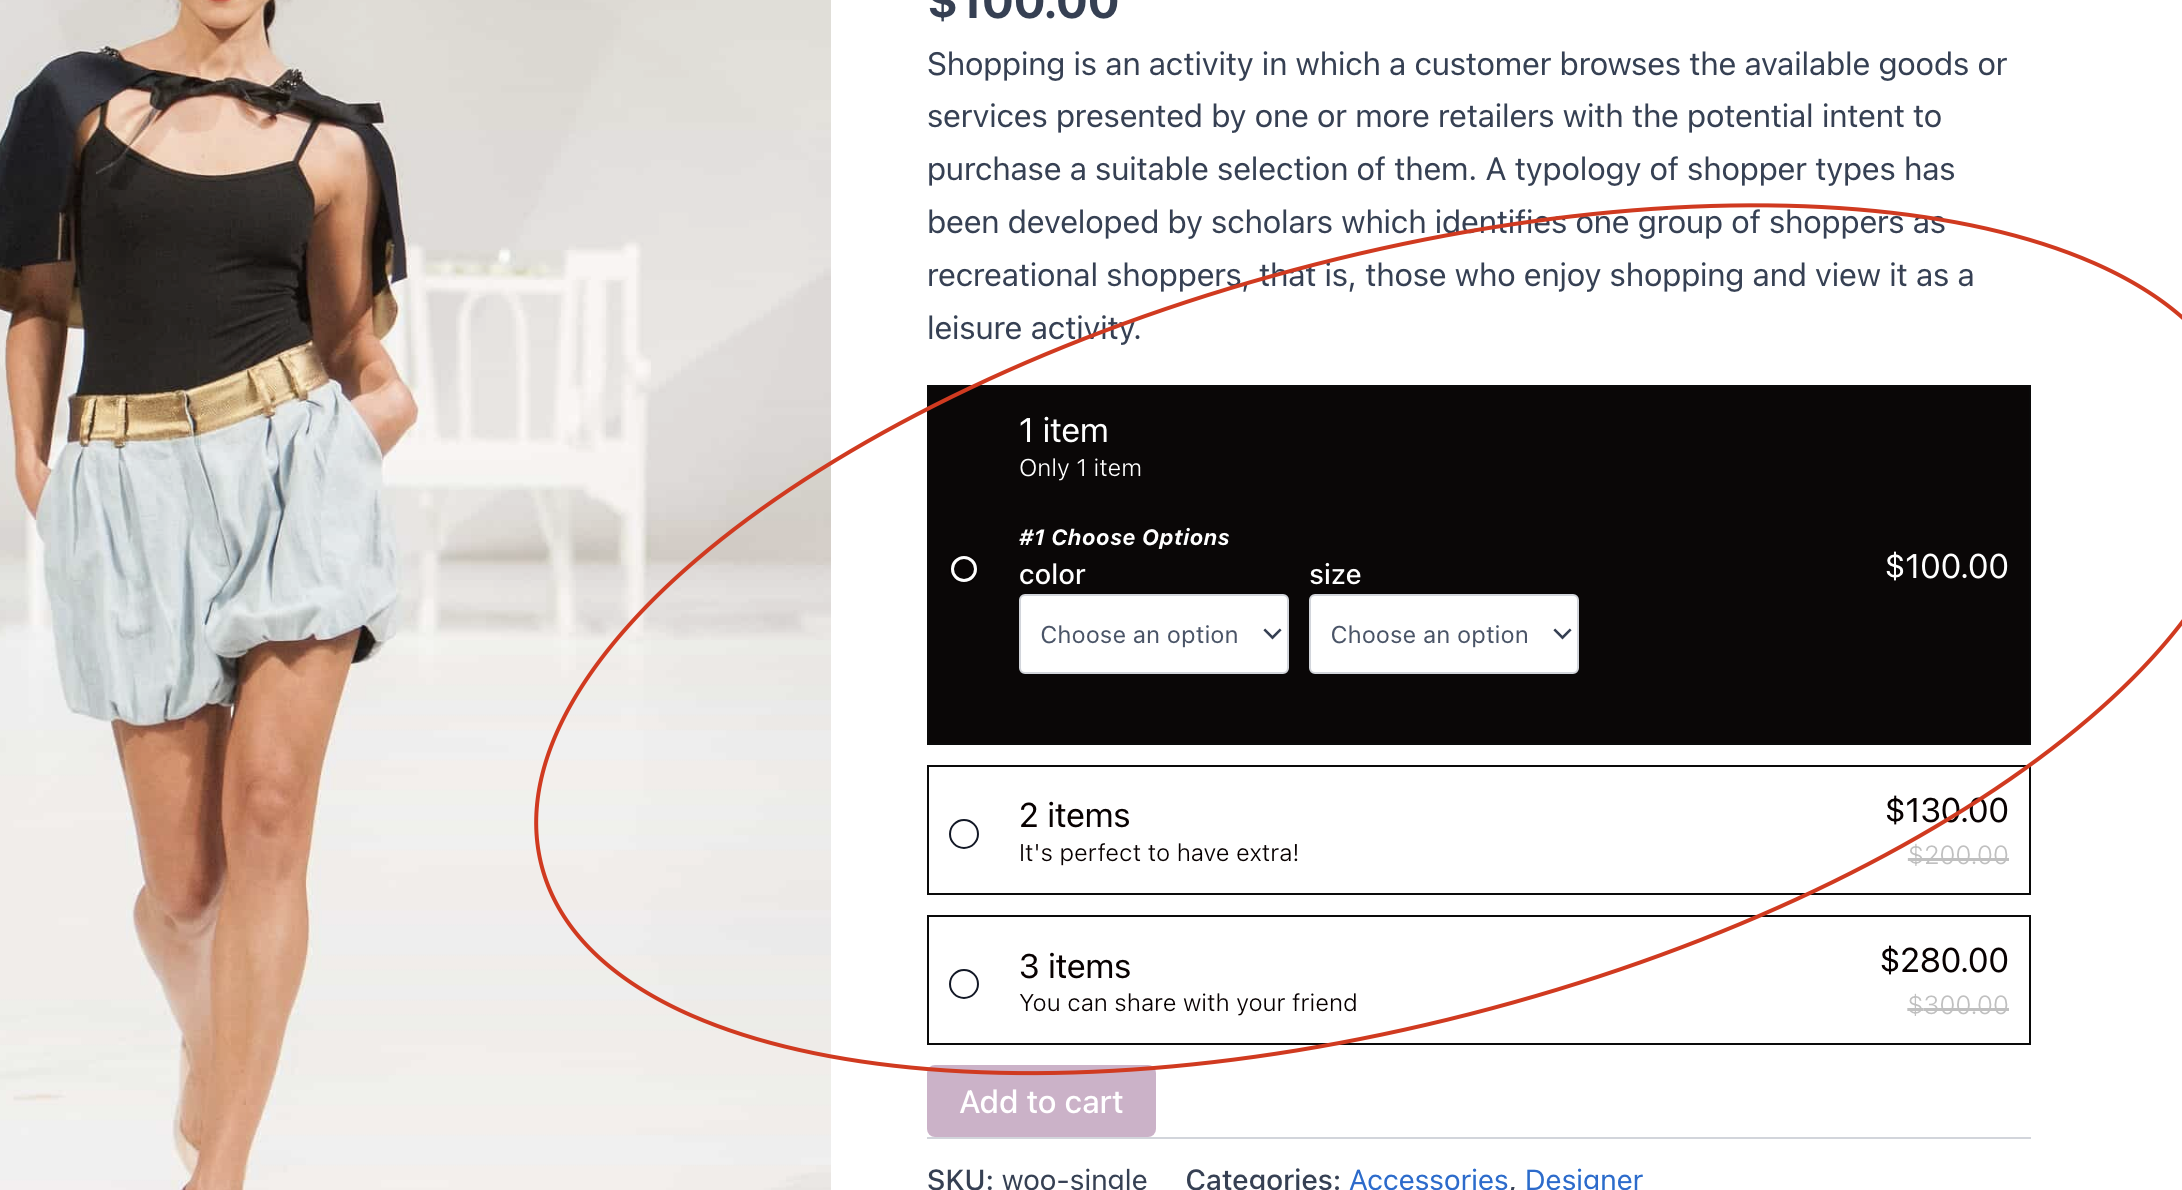 $100.00
Shopping is an activity in which a customer browses the available goods or
services presented by one or more retailers with the potential intent to
purchase a suitable selection of them. A typology of shopper types has
been developed by scholars which identifies one group of shoppers as
recreational shoppers, that is, those who enjoy shopping and view it as a
leisure activity.
1 item
Only 1 item
#1 Choose Options
color size
Choose an option Choose an option
$100.00
2 items
It's perfect to have extra!
$130.00
$200.00
3 items
You can share with your friend
$280.00
$300.00
Add to cart
SKU: woo-single Categories: Accessories, Designer